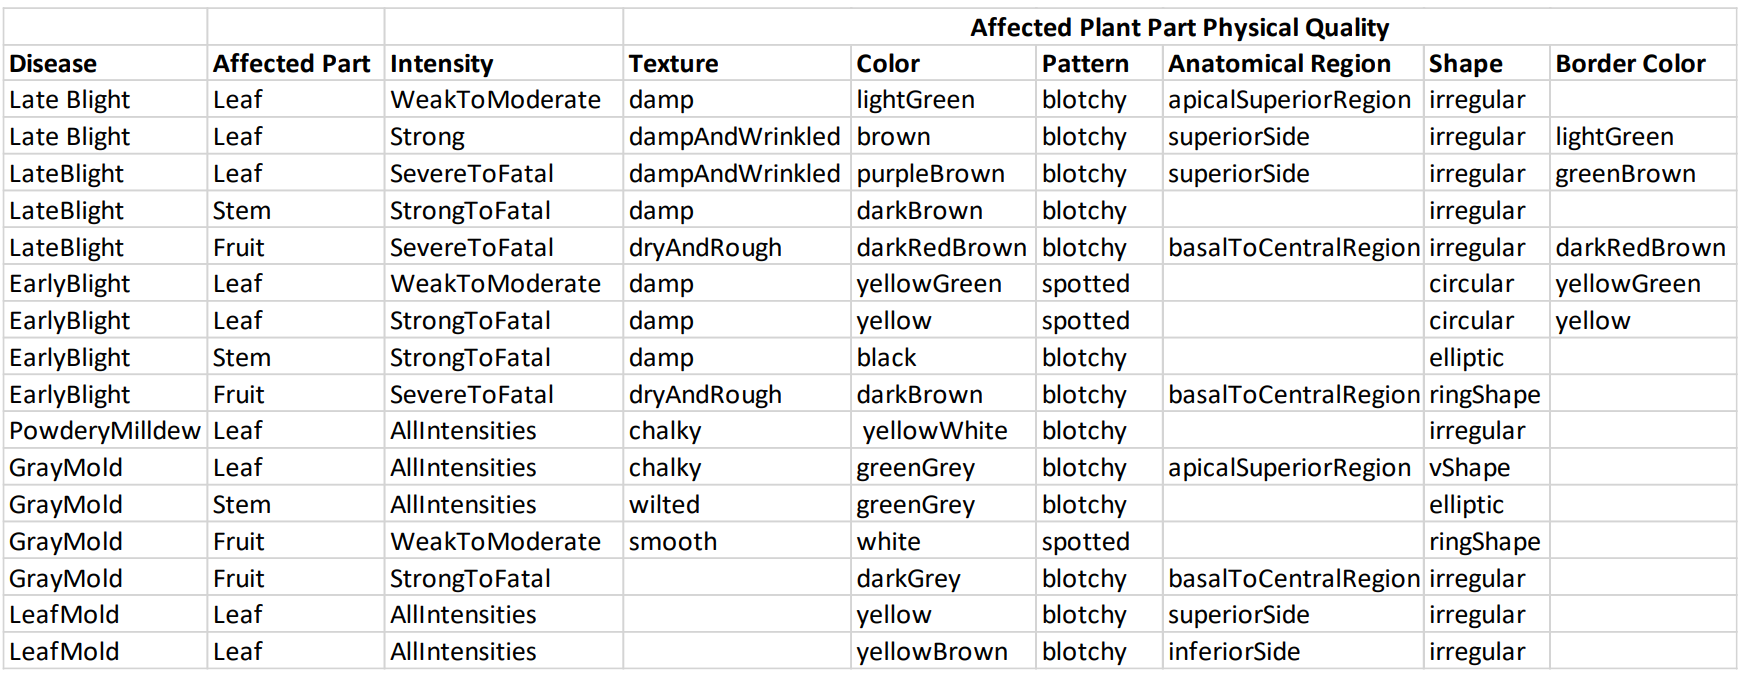 Affected Plant Part Physical Quality
Disease Affected Part Intensity Texture Color Pattern Anatomical Region Shape Border Color
Late Blight Leaf WeakToModerate damp lightGreen blotchy apicalSuperiorRegion irregular
Late Blight Leaf Strong dampAndWrinkled brown blotchy superiorSide irregular lightGreen
LateBlight Leaf SevereToFatal dampAndWrinkled purpleBrown blotchy superiorSide irregular greenBrown
LateBlight Stem StrongToFatal damp darkBrown blotchy irregular
LateBlight Fruit SevereToFatal dryAndRough darkRedBrown blotchy basalToCentralRegion irregular darkRedBrown
EarlyBlight Leaf WeakToModerate damp yellowGreen spotted circular yellowGreen
EarlyBlight Leaf StrongToFatal damp yellow spotted circular yellow
EarlyBlight Stem StrongToFatal damp black blotchy elliptic
EarlyBlight Fruit SevereToFatal dryAndRough darkBrown blotchy basalToCentralRegion ringShape
PowderyMilldew Leaf AllIntensities chalky yellowWhite blotchy irregular
GrayMold Leaf AllIntensities chalky greenGrey blotchy apicalSuperiorRegion vShape
GrayMold Stem AllIntensities wilted greenGrey blotchy elliptic
GrayMold Fruit WeakToModerate smooth white spotted ringShape
GrayMold Fruit StrongToFatal darkGrey blotchy basalToCentralRegion irregular
LeafMold Leaf AllIntensities yellow blotchy superiorSide irregular
LeafMold Leaf AllIntensities yellowBrown blotchy inferiorSide irregular